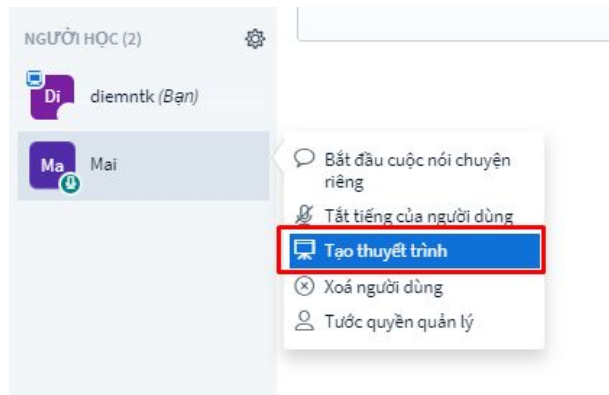 NGƯỜI HỌC (2)
Di
diemntk (Bạn)
Ma
Mai
Bắt đầu cuộc nói chuyện
riêng
Tắt tiếng của người dùng
Tạo thuyết trình
Xoá người dùng
Tước quyền quản lý